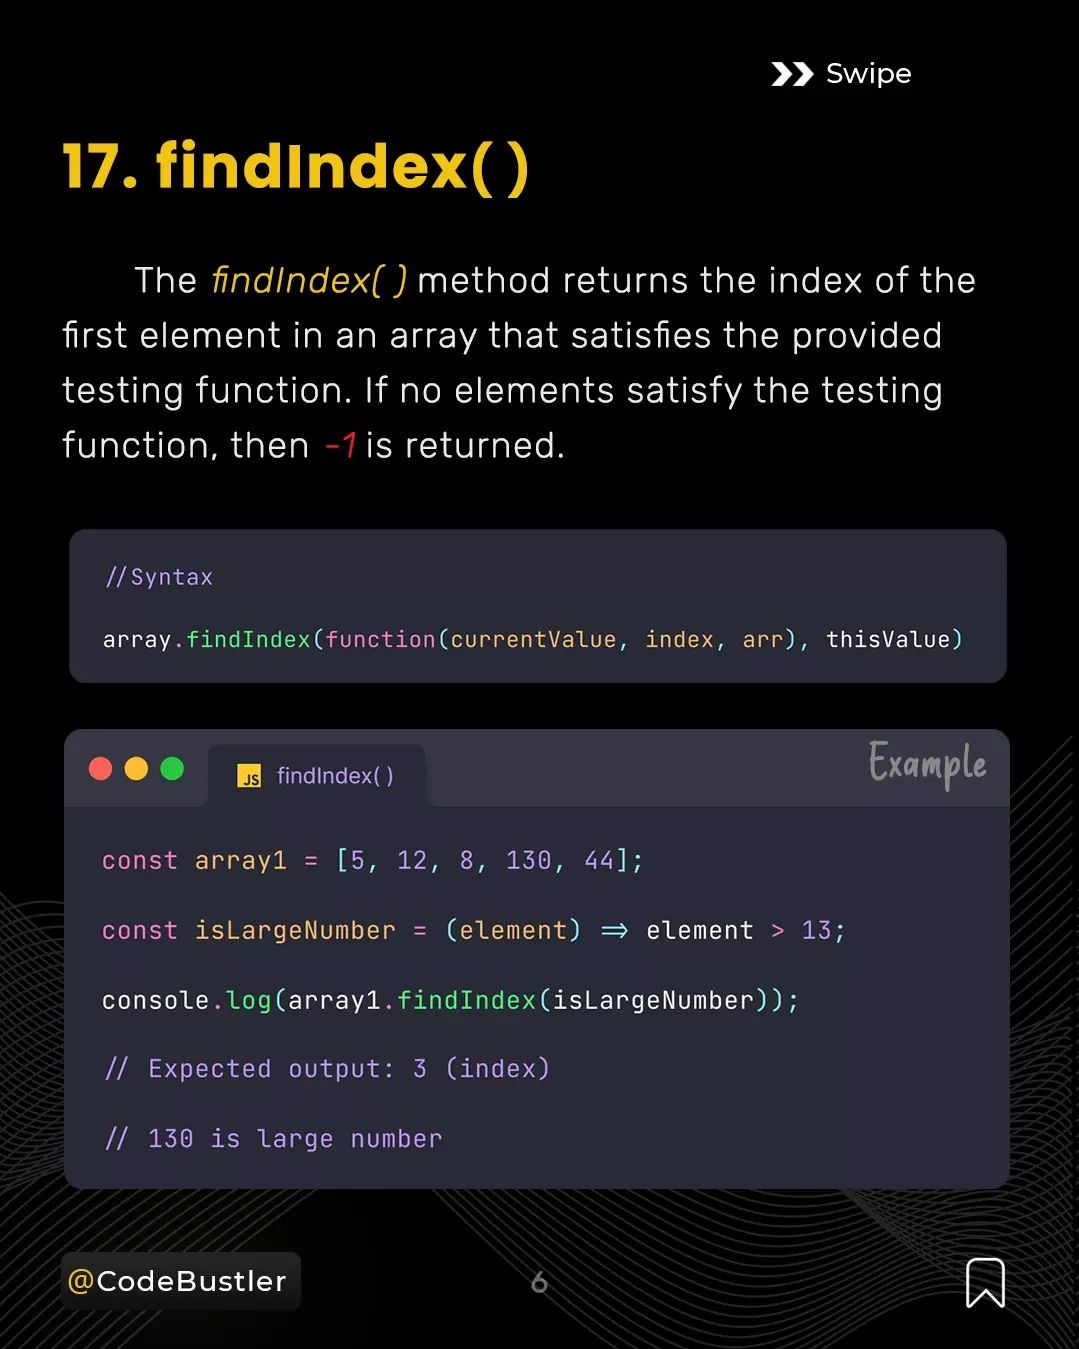 Swipe
17. findIndex( )
The findIndex( ) method returns the index of the
first element in an array that satisfies the provided
testing function. If no elements satisfy the testing
function, then -1 is returned.
//Syntax
array.findIndex(function(currentValue, index, arr), thisValue)
JS findIndex( )
Example
const array1 = [5, 12, 8, 130, 44];
const isLargeNumber = (element) => element > 13;
console.log(array1.findIndex(isLargeNumber));
// Expected output: 3 (index)
// 130 is large number
@CodeBustler
6